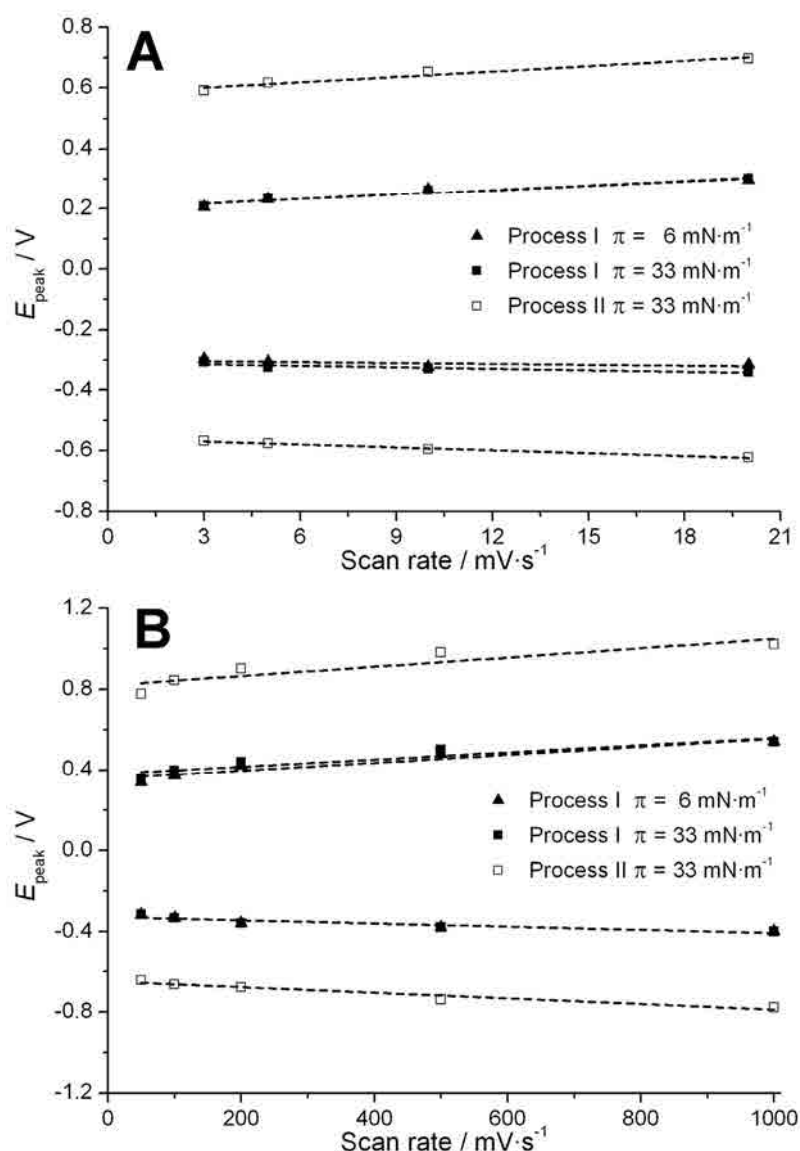 A
0.8
0.6
0.4
0.2
0.0
-0.2
-0.4
-0.6
-0.8
E peak / V
▲ Process I π = 6 mN·m⁻¹
■ Process I π = 33 mN·m⁻¹
□ Process II π = 33 mN·m⁻¹
0 3 6 9 12 15 18 21
Scan rate / mV·s⁻¹
B
1.2
0.8
0.4
0.0
-0.4
-0.8
-1.2
E peak / V
▲ Process I π = 6 mN·m⁻¹
■ Process I π = 33 mN·m⁻¹
□ Process II π = 33 mN·m⁻¹
0 200 400 600 800 1000
Scan rate / mV·s⁻¹